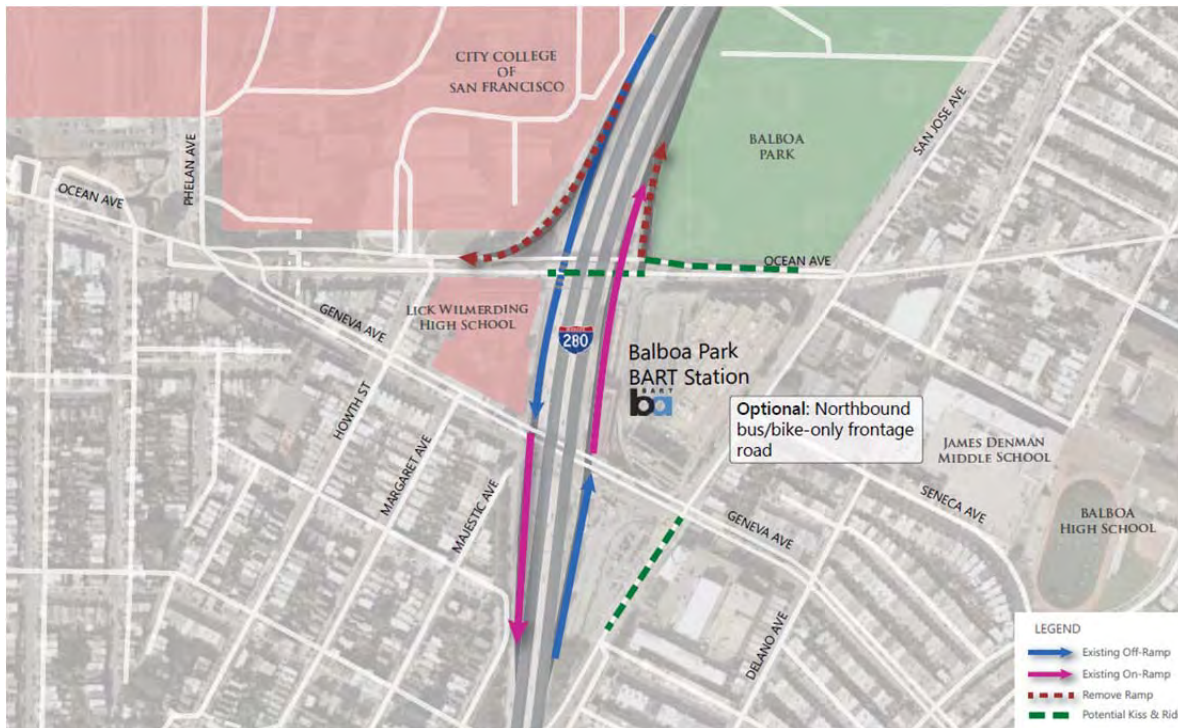 CITY COLLEGE
OF
SAN FRANCISCO
BALBOA
PARK
SAN JOSE AVE
PHELAN AVE
OCEAN AVE
OCEAN AVE
GENEVA AVE
LICK WILMERDING
HIGH SCHOOL
280
Balboa Park
BART Station
BART
ba
Optional: Northbound
bus/bike-only frontage
road
HOWTH ST
MARGARET AVE
MAJESTIC AVE
JAMES DENMAN
MIDDLE SCHOOL
SENECA AVE
BALBOA
HIGH SCHOOL
GENEVA AVE
DELANO AVE
LEGEND
Existing Off-Ramp
Existing On-Ramp
Remove Ramp
Potential Kiss & Rid